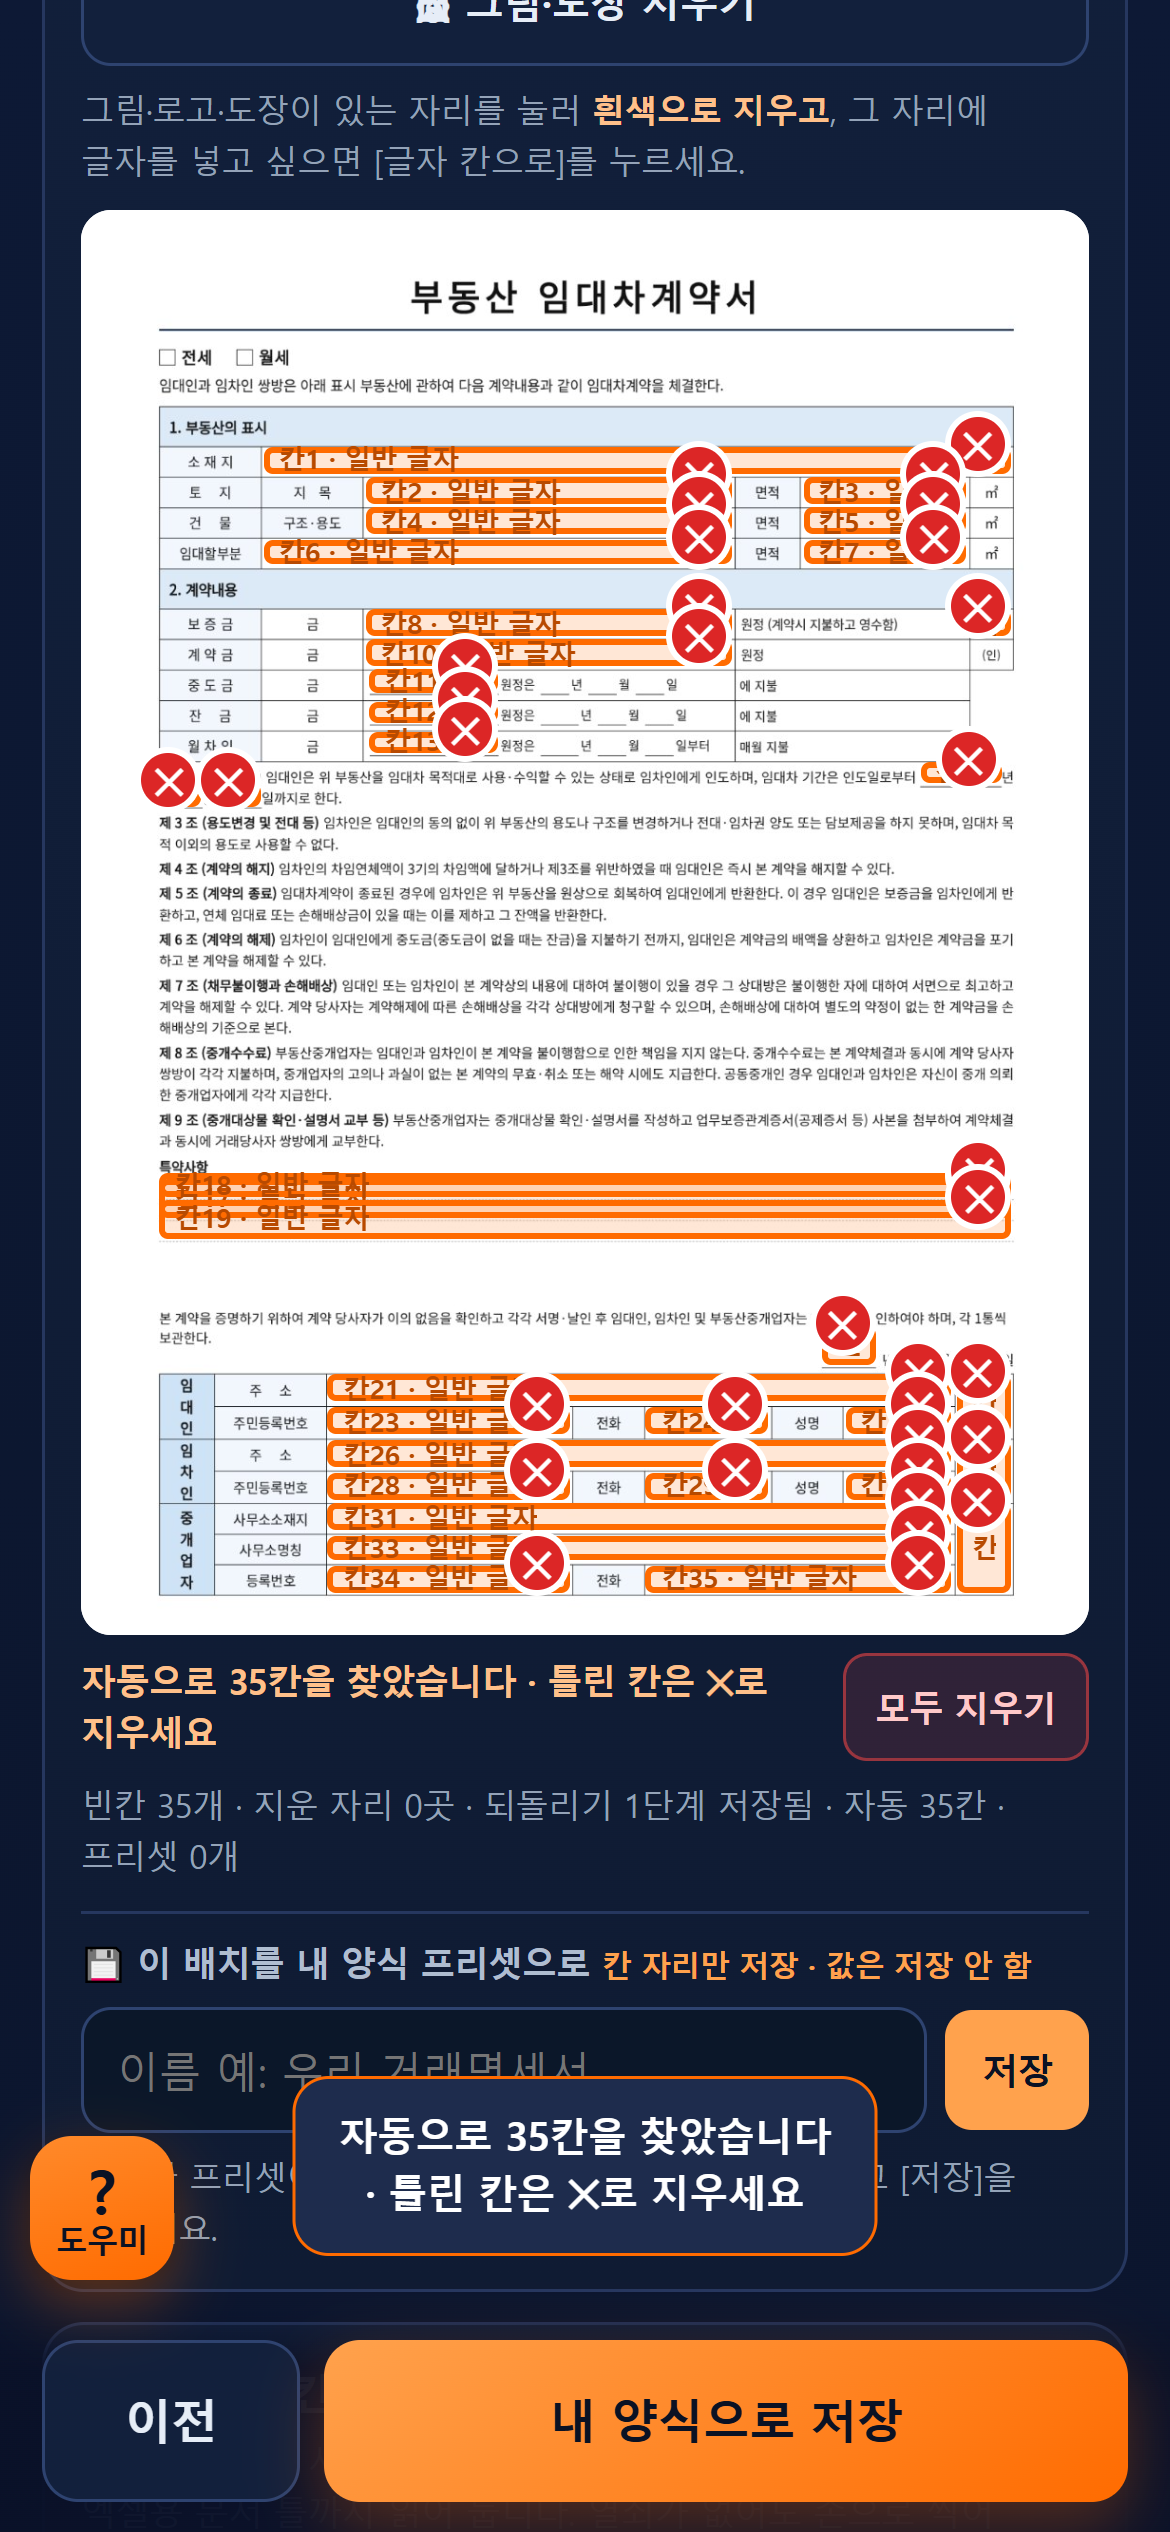 그림·도장 지우기
그림·로고·도장이 있는 자리를 눌러 흰색으로 지우고, 그 자리에
글자를 넣고 싶으면 [글자 칸으로]를 누르세요.
부동산 임대차계약서
전세 월세
임대인과 임차인 쌍방은 아래 표시 부동산에 관하여 다음 계약내용과 같이 임대차계약을 체결한다.
1. 부동산의 표시
소 재 지 칸1 · 일반 글자
토 지 지 목 칸2 · 일반 글자 면적 칸3 · ㎡
건 물 구조·용도 칸4 · 일반 글자 면적 칸5 · ㎡
임대할부분 칸6 · 일반 글자 면적 칸7 · ㎡
2. 계약내용
보 증 금 금 칸8 · 일반 글자 원정 (계약시 지불하고 영수함)
계 약 금 금 칸10 글자 원정 (인)
중 도 금 금 원정은 년 월 일 에 지불
잔 금 금 원정은 년 월 일 에 지불
월 차 임 금 원정은 년 월 일부터 매월 지불
임대인은 위 부동산을 임대차 목적대로 사용·수익할 수 있는 상태로 임차인에게 인도하며, 임대차 기간은 인도일로부터 년
일까지로 한다.
제 3 조 (용도변경 및 전대 등) 임차인은 임대인의 동의 없이 위 부동산의 용도나 구조를 변경하거나 전대·임차권 양도 또는 담보제공을 하지 못하며, 임대차 목
적 이외의 용도로 사용할 수 없다.
제 4 조 (계약의 해지) 임차인의 차임연체액이 3기의 차임액에 달하거나 제3조를 위반하였을 때 임대인은 즉시 본 계약을 해지할 수 있다.
제 5 조 (계약의 종료) 임대차계약이 종료된 경우에 임차인은 위 부동산을 원상으로 회복하여 임대인에게 반환한다. 이 경우 임대인은 보증금을 임차인에게 반
환하고, 연체 임대료 또는 손해배상금이 있을 때는 이를 제하고 그 잔액을 반환한다.
제 6 조 (계약의 해제) 임차인이 임대인에게 중도금(중도금이 없을 때는 잔금)을 지불하기 전까지, 임대인은 계약금의 배액을 상환하고 임차인은 계약금을 포기
하고 본 계약을 해제할 수 있다.
제 7 조 (채무불이행과 손해배상) 임대인 또는 임차인이 본 계약상의 내용에 대하여 불이행이 있을 경우 그 상대방은 불이행한 자에 대하여 서면으로 최고하고
계약을 해제할 수 있다. 계약 당사자는 계약해제에 따른 손해배상을 각각 상대방에게 청구할 수 있으며, 손해배상에 대하여 별도의 약정이 없는 한 계약금을 손
해배상의 기준으로 본다.
제 8 조 (중개수수료) 부동산중개업자는 임대인과 임차인이 본 계약을 불이행함으로 인한 책임을 지지 않는다. 중개수수료는 본 계약체결과 동시에 계약 당사자
쌍방이 각각 지불하며, 중개업자의 고의나 과실이 없는 본 계약의 무효·취소 또는 해약 시에도 지급한다. 공동중개인 경우 임대인과 임차인은 자신이 중개 의뢰
한 중개업자에게 각각 지급한다.
제 9 조 (중개대상물 확인·설명서 교부 등) 부동산중개업자는 중개대상물 확인·설명서를 작성하고 업무보증관계증서(공제증서 등) 사본을 첨부하여 계약체결
과 동시에 거래당사자 쌍방에게 교부한다.
특약사항
칸18 · 일반 글자
칸19 · 일반 글자
본 계약을 증명하기 위하여 계약 당사자가 이의 없음을 확인하고 각각 서명·날인 후 임대인, 임차인 및 부동산중개업자는 인하여야 하며, 각 1통씩
보관한다.
임대인 주 소 칸21 · 일반
주민등록번호 칸23 · 일반 전화 성명 칸
임차인 주 소 칸26 · 일반
주민등록번호 칸28 · 일반 전화 성명 칸
중개업자 사무소소재지 칸31 · 일반 글자
사무소명칭 칸33 · 일반 칸
등록번호 칸34 · 일반 전화 칸35 · 일반 글자
자동으로 35칸을 찾았습니다 · 틀린 칸은 ✕로
지우세요
모두 지우기
빈칸 35개 · 지운 자리 0곳 · 되돌리기 1단계 저장됨 · 자동 35칸 ·
프리셋 0개
이 배치를 내 양식 프리셋으로 칸 자리만 저장 · 값은 저장 안 함
이름 예: 우리 거래명세서
저장
자동으로 35칸을 찾았습니다
· 틀린 칸은 ✕로 지우세요
프리셋 [저장]을
요.
?
도우미
이전
내 양식으로 저장